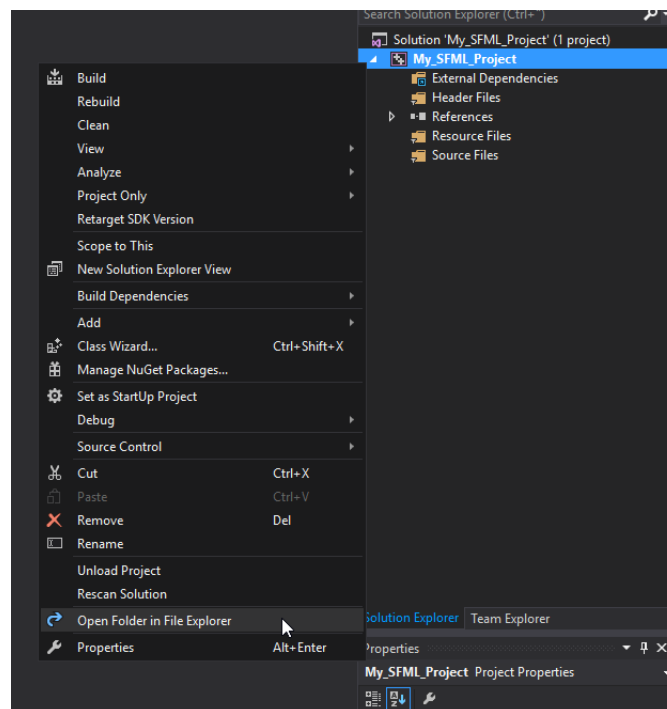 Search Solution Explorer (Ctrl+¨)
Solution 'My_SFML_Project' (1 project)
My_SFML_Project
External Dependencies
Header Files
References
Resource Files
Source Files
Build
Rebuild
Clean
View
Analyze
Project Only
Retarget SDK Version
Scope to This
New Solution Explorer View
Build Dependencies
Add
Class Wizard... Ctrl+Shift+X
Manage NuGet Packages...
Set as StartUp Project
Debug
Source Control
Cut Ctrl+X
Paste Ctrl+V
Remove Del
Rename
Unload Project
Rescan Solution
Open Folder in File Explorer
Properties Alt+Enter
Solution Explorer Team Explorer
Properties
My_SFML_Project Project Properties